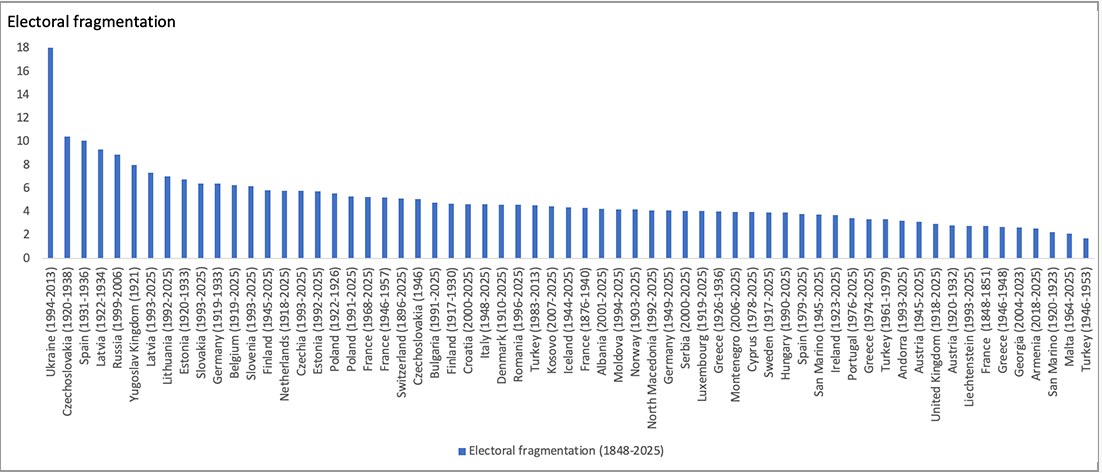 Electoral fragmentation
18
16
14
12
10
8
6
4
2
0
Ukraine (1994-2013)
Czechoslovakia (1920-1938)
Spain (1931-1936)
Latvia (1922-1934)
Russia (1999-2006)
Yugoslav Kingdom (1921)
Latvia (1993-2025)
Lithuania (1992-2025)
Estonia (1920-1933)
Slovakia (1993-2025)
Germany (1919-1933)
Belgium (1919-2025)
Slovenia (1993-2025)
Finland (1945-2025)
Netherlands (1918-2025)
Czechia (1993-2025)
Estonia (1992-2025)
Poland (1922-1926)
Poland (1991-2025)
France (1968-2025)
France (1946-1957)
Switzerland (1896-2025)
Czechoslovakia (1946)
Bulgaria (1991-2025)
Finland (1917-1930)
Croatia (2000-2025)
Italy (1948-2025)
Denmark (1910-2025)
Romania (1996-2025)
Turkey (1983-2013)
Kosovo (2007-2025)
Iceland (1944-2025)
France (1876-1940)
Albania (2001-2025)
Moldova (1994-2025)
Norway (1903-2025)
North Macedonia (1992-2025)
Germany (1949-2025)
Serbia (2000-2025)
Luxembourg (1919-2025)
Greece (1926-1936)
Montenegro (2006-2025)
Cyprus (1978-2025)
Sweden (1917-2025)
Hungary (1990-2025)
Spain (1979-2025)
San Marino (1945-2025)
Ireland (1923-2025)
Portugal (1976-2025)
Greece (1974-2025)
Turkey (1961-1979)
Andorra (1993-2025)
Austria (1945-2025)
United Kingdom (1918-2025)
Austria (1920-1932)
Liechtenstein (1993-2025)
France (1848-1851)
Greece (1946-1948)
Georgia (2004-2023)
Armenia (2018-2025)
San Marino (1920-1923)
Malta (1964-2025)
Turkey (1946-1953)
Electoral fragmentation (1848-2025)